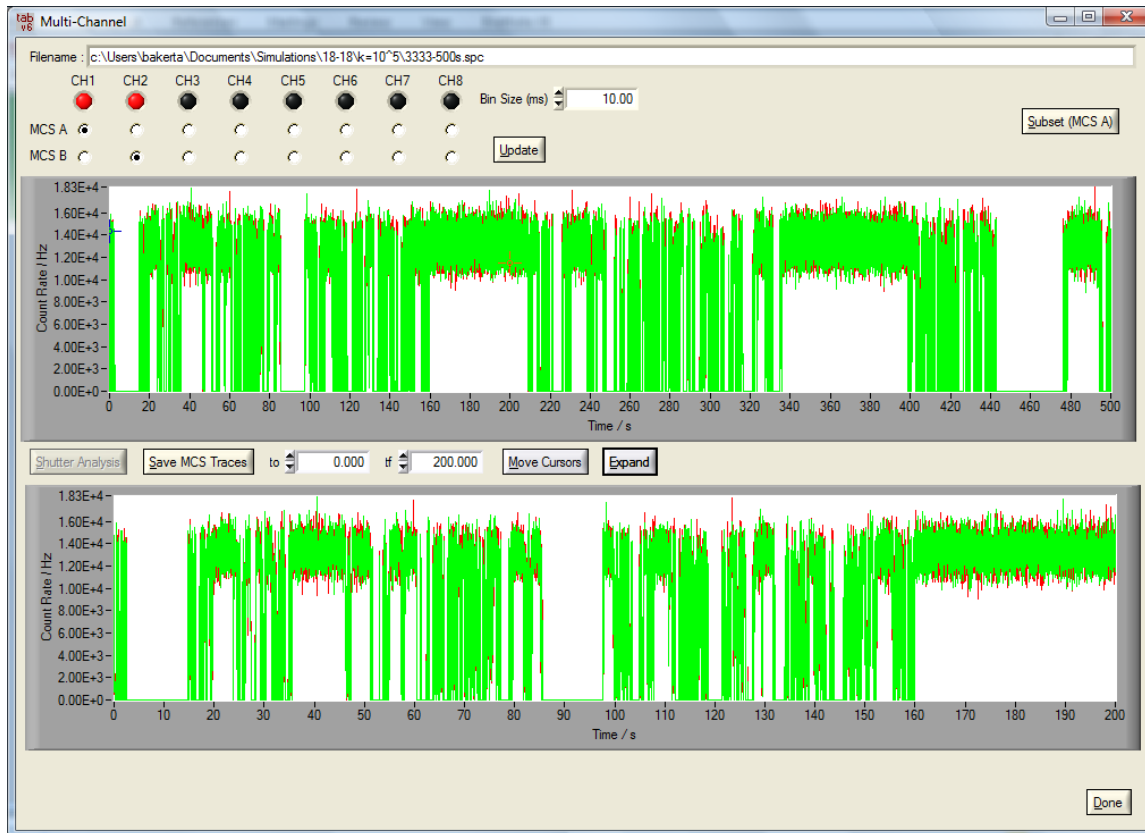 tab
v6
Multi-Channel
Filename : c:\Users\bakerta\Documents\Simulations\18-18\k=10^5\3333-500s.spc
CH1 CH2 CH3 CH4 CH5 CH6 CH7 CH8
Bin Size (ms) 10.00
MCS A
Subset (MCS A)
MCS B
Update
1.83E+4
1.60E+4
1.40E+4
1.20E+4
1.00E+4
8.00E+3
6.00E+3
4.00E+3
2.00E+3
0.00E+0
Count Rate / Hz
0 20 40 60 80 100 120 140 160 180 200 220 240 260 280 300 320 340 360 380 400 420 440 460 480 500
Time / s
Shutter Analysis Save MCS Traces to 0.000 tf 200.000 Move Cursors Expand
1.83E+4
1.60E+4
1.40E+4
1.20E+4
1.00E+4
8.00E+3
6.00E+3
4.00E+3
2.00E+3
0.00E+0
Count Rate / Hz
0 10 20 30 40 50 60 70 80 90 100 110 120 130 140 150 160 170 180 190 200
Time / s
Done